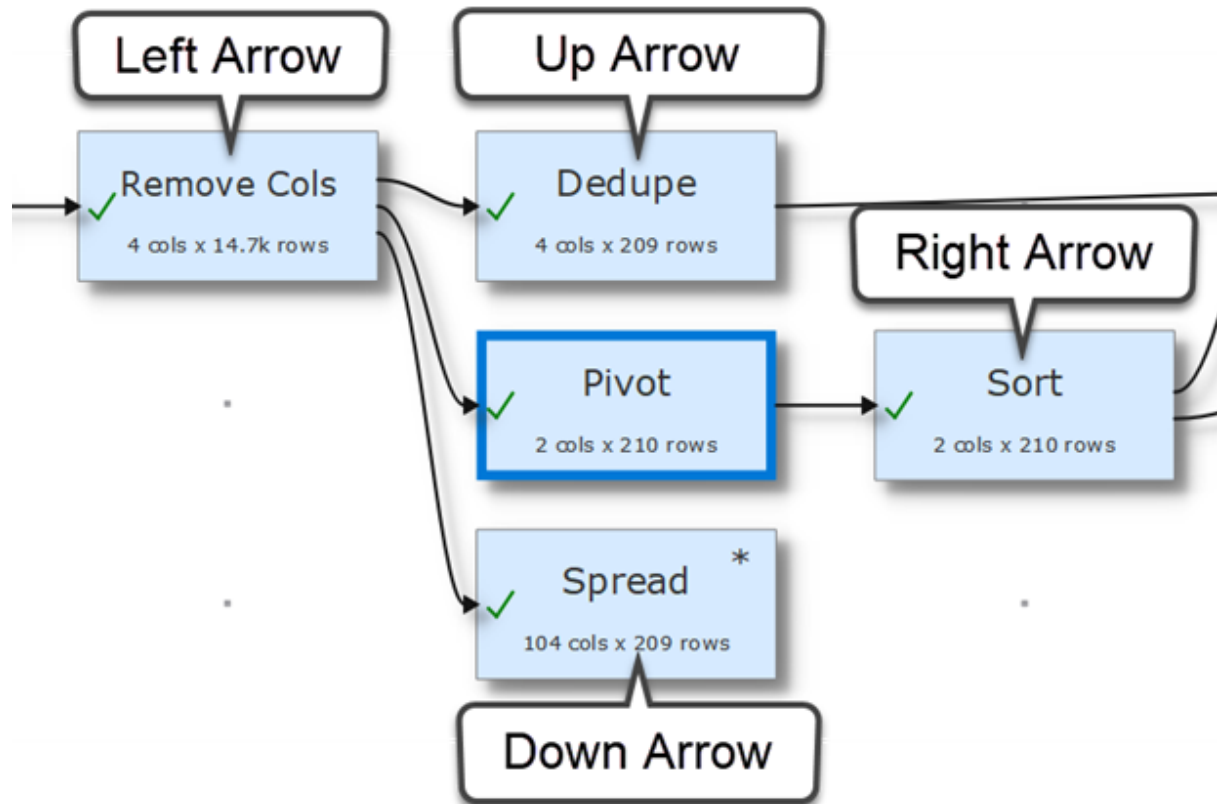 Left Arrow
Up Arrow
Remove Cols
4 cols x 14.7k rows
Dedupe
4 cols x 209 rows
Right Arrow
Pivot
2 cols x 210 rows
Sort
2 cols x 210 rows
Spread *
104 cols x 209 rows
Down Arrow